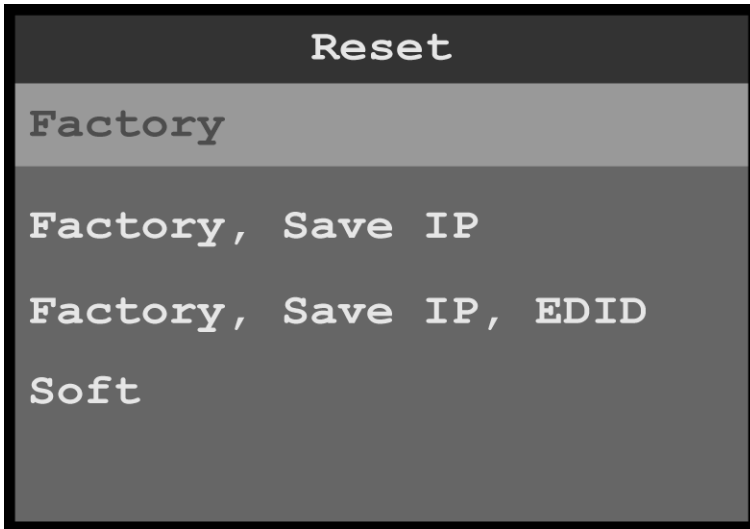 Reset
Factory
Factory, Save IP
Factory, Save IP, EDID
Soft